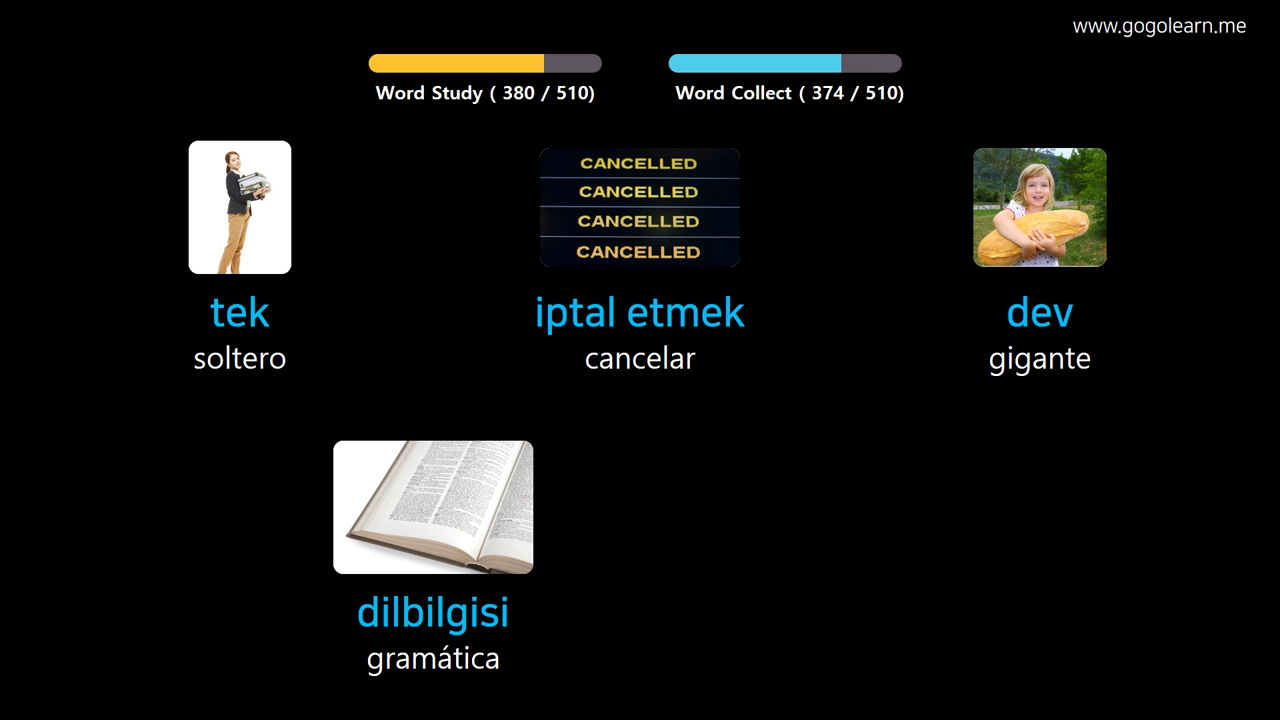 www.gogolearn.me
Word Study ( 380 / 510)
Word Collect ( 374 / 510)
CANCELLED
CANCELLED
CANCELLED
CANCELLED
tek
soltero
iptal etmek
cancelar
dev
gigante
dilbilgisi
gramática